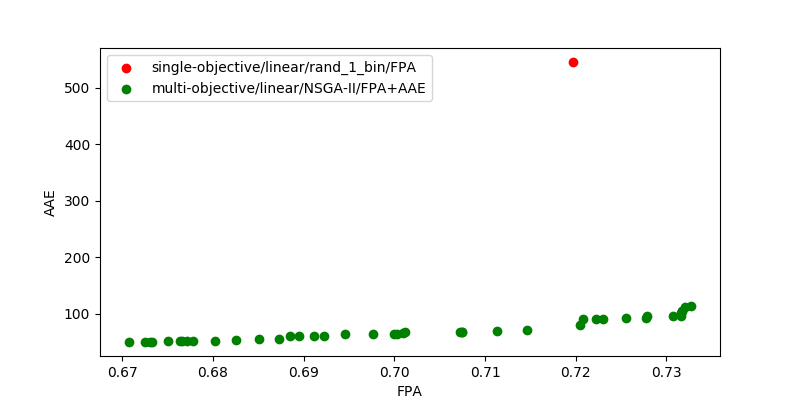 single-objective/linear/rand_1_bin/FPA
multi-objective/linear/NSGA-II/FPA+AAE
AAE
500
400
300
200
100
0.67 0.68 0.69 0.70 0.71 0.72 0.73
FPA